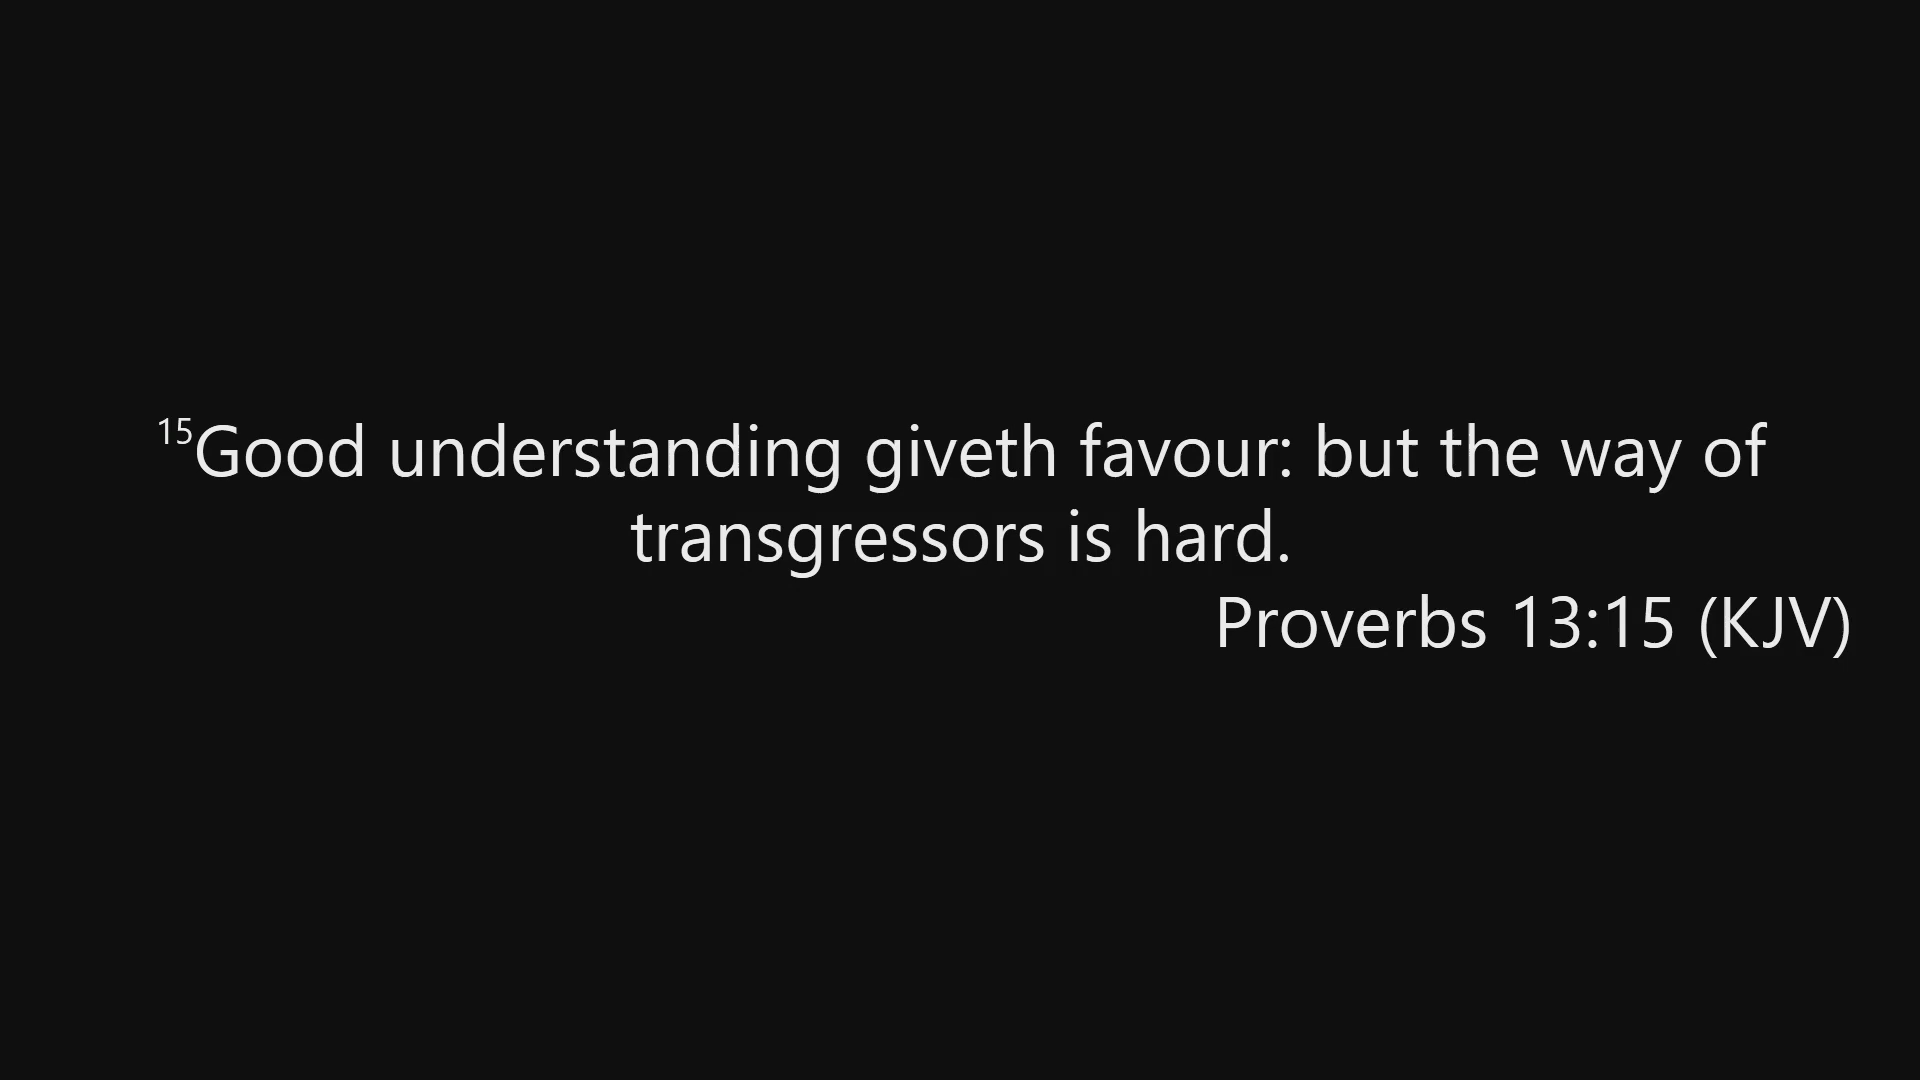 15Good understanding giveth favour: but the way of
transgressors is hard.
Proverbs 13:15 (KJV)